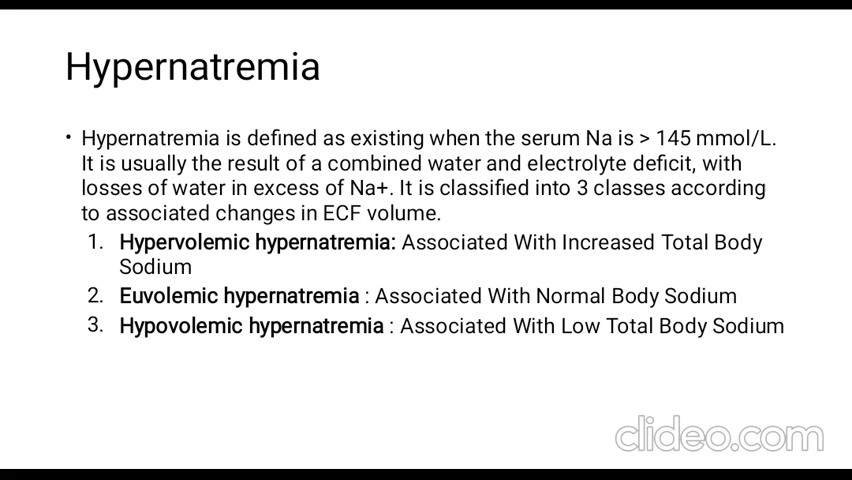 Hypernatremia
• Hypernatremia is defined as existing when the serum Na is > 145 mmol/L.
It is usually the result of a combined water and electrolyte deficit, with
losses of water in excess of Na+. It is classified into 3 classes according
to associated changes in ECF volume.
1. Hypervolemic hypernatremia: Associated With Increased Total Body
Sodium
2. Euvolemic hypernatremia : Associated With Normal Body Sodium
3. Hypovolemic hypernatremia : Associated With Low Total Body Sodium
clideo.com